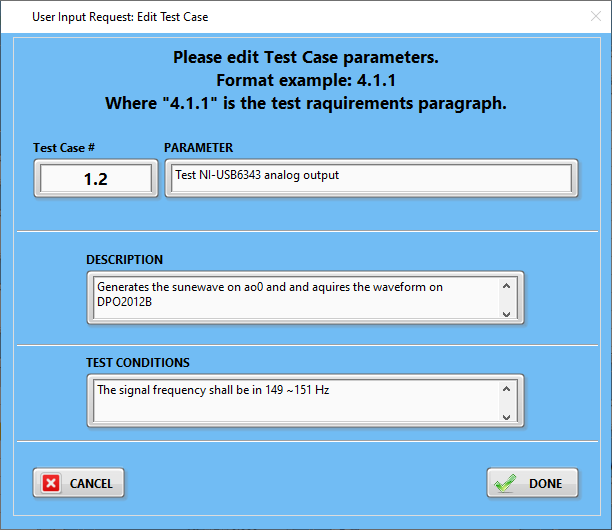 User Input Request: Edit Test Case
Please edit Test Case parameters.
Format example: 4.1.1
Where "4.1.1" is the test raquirements paragraph.
Test Case #
PARAMETER
1.2
Test NI-USB6343 analog output
DESCRIPTION
Generates the sunewave on ao0 and and aquires the waveform on
DPO2012B
TEST CONDITIONS
The signal frequency shall be in 149 ~151 Hz
CANCEL
DONE